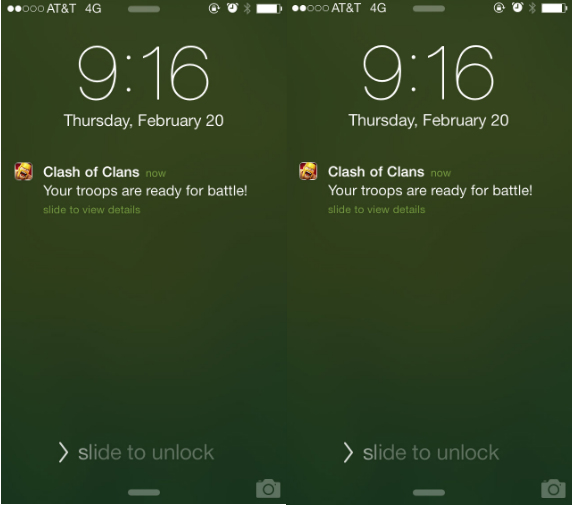 AT&T 4G
9:16
Thursday, February 20
Clash of Clans now
Your troops are ready for battle!
slide to view details
slide to unlock
AT&T 4G
9:16
Thursday, February 20
Clash of Clans now
Your troops are ready for battle!
slide to view details
slide to unlock